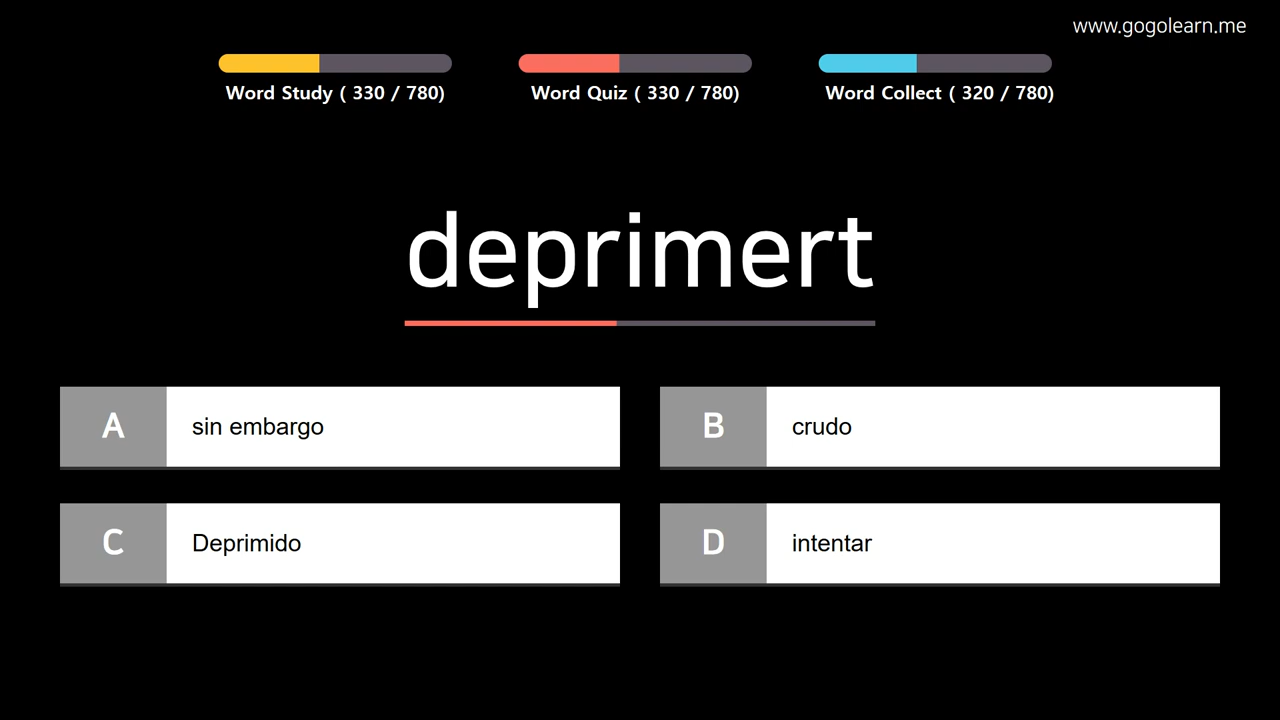 www.gogolearn.me
Word Study ( 330 / 780)
Word Quiz ( 330 / 780)
Word Collect ( 320 / 780)
deprimert
A sin embargo
B crudo
C Deprimido
D intentar